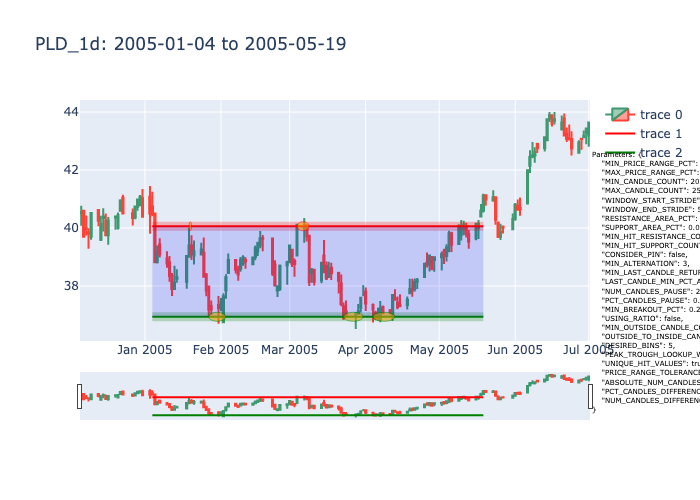 PLD_1d: 2005-01-04 to 2005-05-19
44
42
40
38
Jan 2005
Feb 2005
Mar 2005
Apr 2005
May 2005
Jun 2005
Jul 2005
trace 0
trace 1
trace 2
Parameters: {
"MIN_PRICE_RANGE_PCT":
"MAX_PRICE_RANGE_PCT":
"MIN_CANDLE_COUNT": 20
"MAX_CANDLE_COUNT": 25
"WINDOW_START_STRIDE":
"WINDOW_END_STRIDE": 5
"RESISTANCE_AREA_PCT":
"SUPPORT_AREA_PCT": 0.0
"MIN_HIT_RESISTANCE_CO
"MIN_HIT_SUPPORT_COUNT
"CONSIDER_PIN": false,
"MIN_ALTERNATION": 3,
"MIN_LAST_CANDLE_RETUR
"LAST_CANDLE_MIN_PCT_A
"NUM_CANDLES_PAUSE": 2
"PCT_CANDLES_PAUSE": 0.
"MIN_BREAKOUT_PCT": 0.2
"USING_RATIO": false,
"MIN_OUTSIDE_CANDLE_CO
"OUTSIDE_TO_INSIDE_CAN
"DESIRED_BINS": 5,
"PEAK_TROUGH_LOOKUP_W
"UNIQUE_HIT_VALUES": tru
"PRICE_RANGE_TOLERANCE
"ABSOLUTE_NUM_CANDLES
"PCT_CANDLES_DIFFERENC
"NUM_CANDLES_DIFFERENC
}